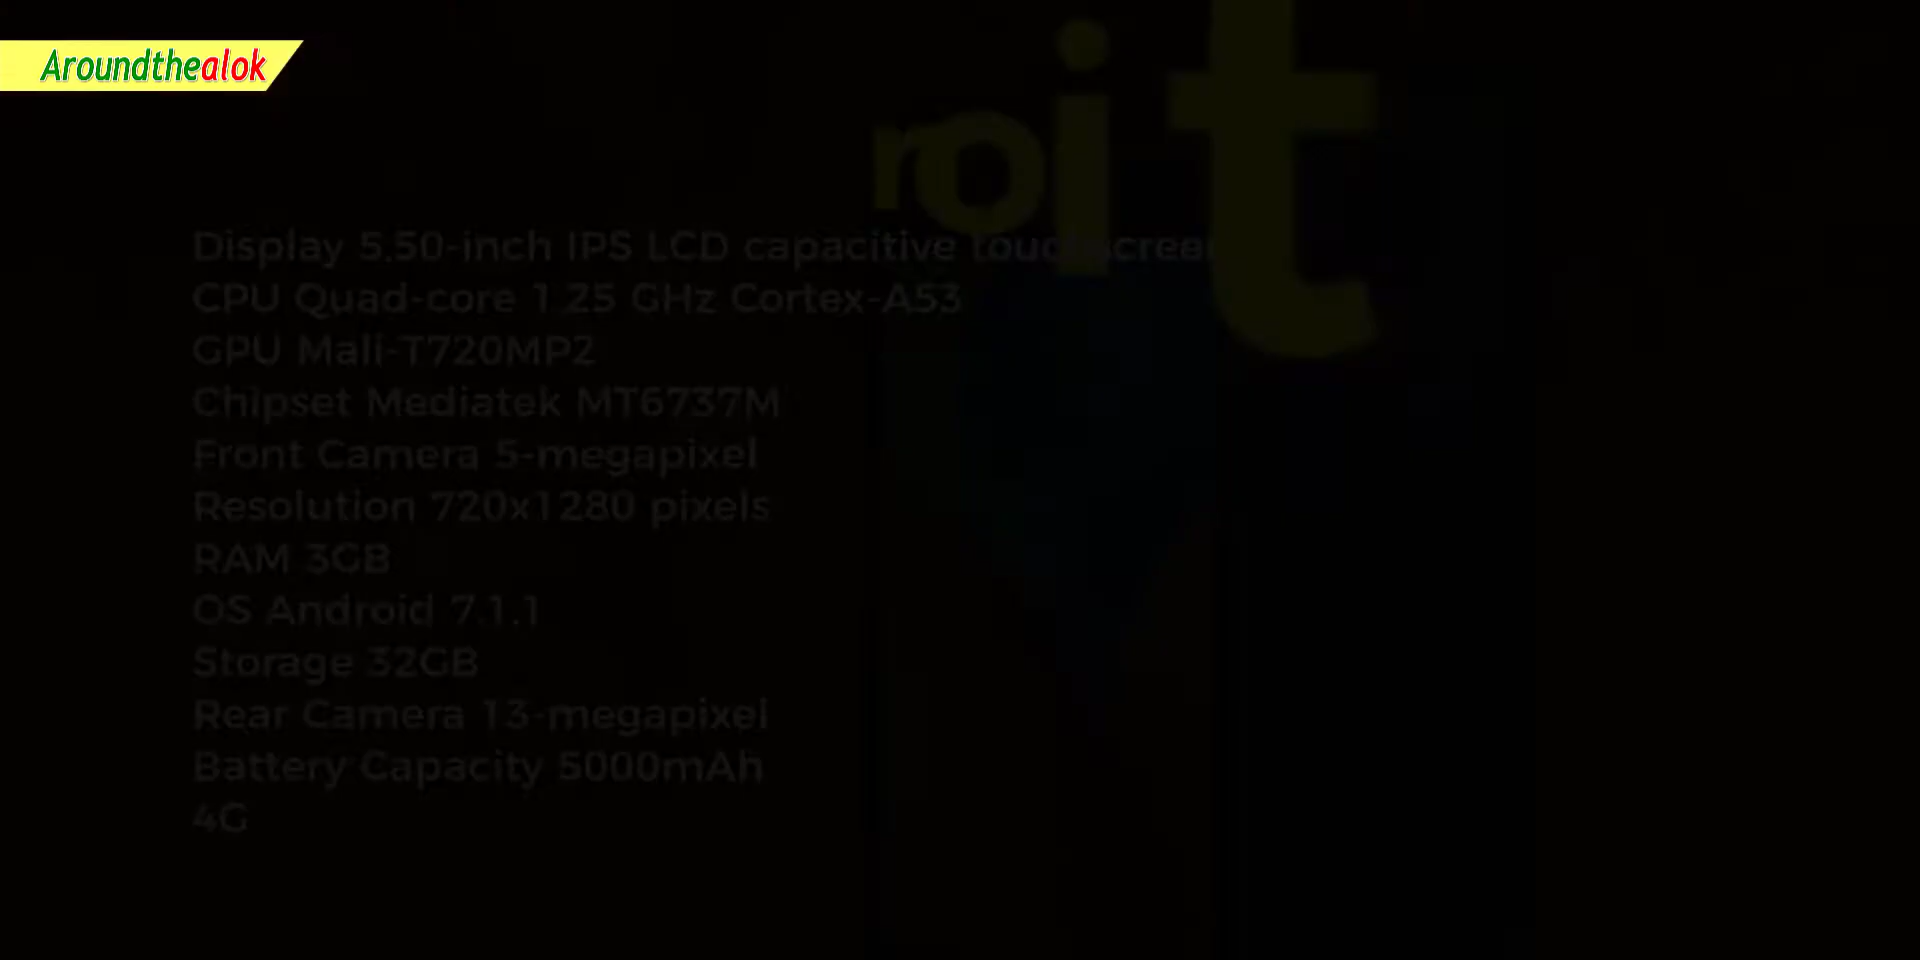 Aroundthealok
roit
Display 5.50-inch IPS LCD capacitive touchscreen
CPU Quad-core 1.25 GHz Cortex-A53
GPU Mali-T720MP2
Chipset Mediatek MT6737M
Front Camera 5-megapixel
Resolution 720x1280 pixels
RAM 3GB
OS Android 7.1.1
Storage 32GB
Rear Camera 13-megapixel
Battery Capacity 5000mAh
4G